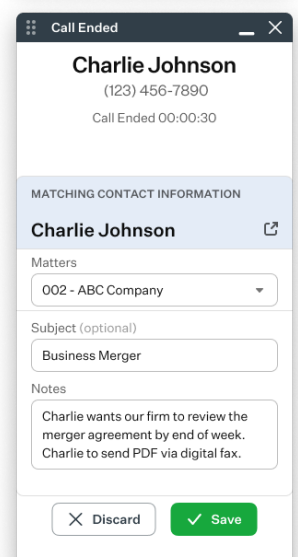 Call Ended
Charlie Johnson
(123) 456-7890
Call Ended 00:00:30
MATCHING CONTACT INFORMATION
Charlie Johnson
Matters
002 - ABC Company
Subject (optional)
Business Merger
Notes
Charlie wants our firm to review the
merger agreement by end of week.
Charlie to send PDF via digital fax.
Discard
Save